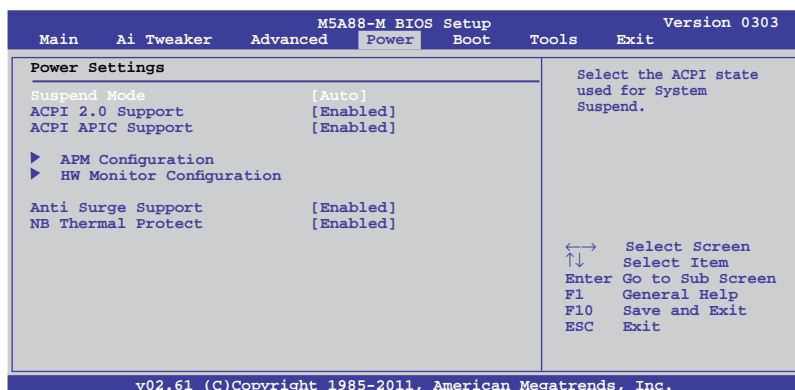 M5A88-M BIOS Setup Version 0303
Main Ai Tweaker Advanced Power Boot Tools Exit
Power Settings
Suspend Mode [Auto]
ACPI 2.0 Support [Enabled]
ACPI APIC Support [Enabled]
APM Configuration
HW Monitor Configuration
Anti Surge Support [Enabled]
NB Thermal Protect [Enabled]
Select the ACPI state
used for System
Suspend.
←→ Select Screen
↑↓ Select Item
Enter Go to Sub Screen
F1 General Help
F10 Save and Exit
ESC Exit
v02.61 (C)Copyright 1985-2011, American Megatrends, Inc.